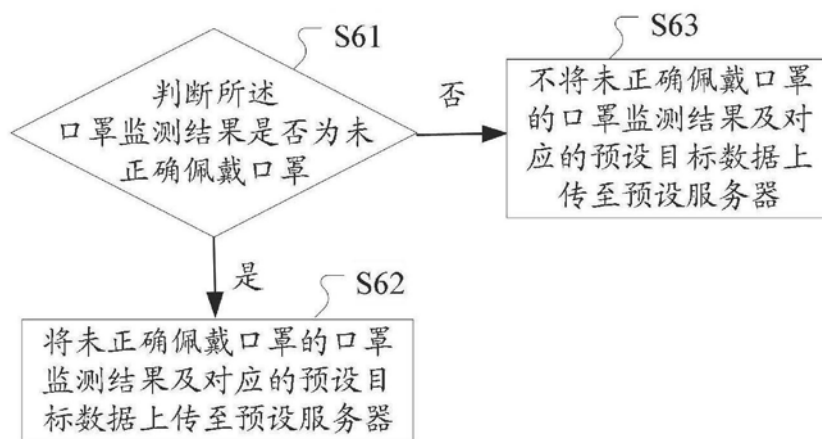 S61
判断所述
口罩监测结果是否为未
正确佩戴口罩
否
S63
不将未正确佩戴口罩
的口罩监测结果及对
应的预设目标数据上
传至预设服务器
是
S62
将未正确佩戴口罩的口罩
监测结果及对应的预设目
标数据上传至预设服务器